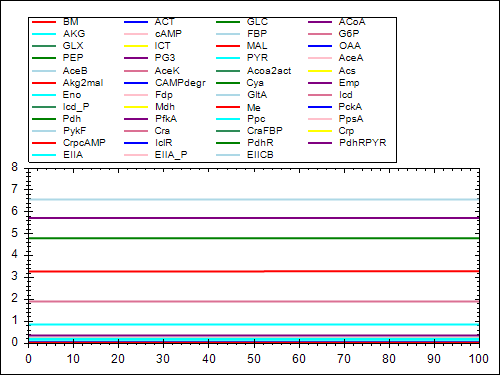 BM ACT GLC ACoA
AKG cAMP FBP G6P
GLX ICT MAL OAA
PEP PG3 PYR AceA
AceB AceK Acoa2act Acs
Akg2mal CAMPdegr Cya Emp
Eno Fdp GltA Icd
Icd_P Mdh Me PckA
Pdh PfkA Ppc PpsA
PykF Cra CraFBP Crp
CrpcAMP IclR PdhR PdhRPYR
EIIA EIIA_P EIICB
8
7
6
5
4
3
2
1
0
0 10 20 30 40 50 60 70 80 90 100